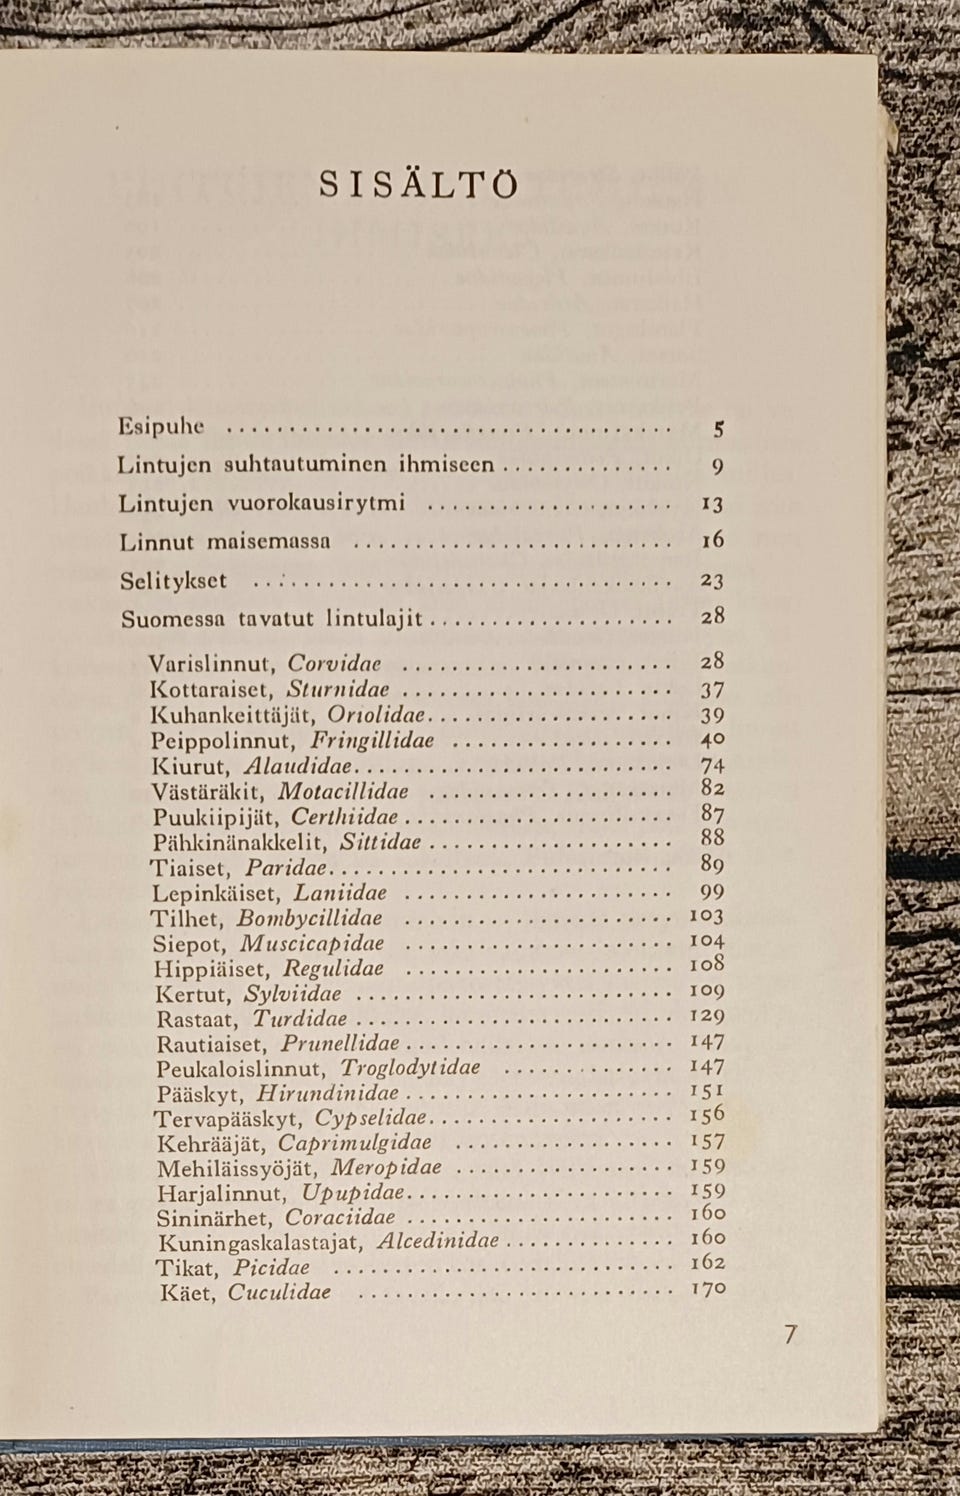 SISÄLTÖ
Esipuhe .................................... 5
Lintujen suhtautuminen ihmiseen .............. 9
Lintujen vuorokausirytmi .................... 13
Linnut maisemassa .......................... 16
Selitykset .................................. 23
Suomessa tavatut lintulajit .................... 28
Varislinnut, Corvidae ...................... 28
Kottaraiset, Sturnidae ...................... 37
Kuhankeittäjät, Oriolidae .................... 39
Peippolinnut, Fringillidae .................. 40
Kiurut, Alaudidae .......................... 74
Västäräkit, Motacillidae .................... 82
Puukiipijät, Certhiidae ...................... 87
Pähkinänakkelit, Sittidae .................... 88
Tiaiset, Paridae ............................ 89
Lepinkäiset, Laniidae ...................... 99
Tilhet, Bombycillidae ...................... 103
Siepot, Muscicapidae ...................... 104
Hippiäiset, Regulidae ...................... 108
Kertut, Sylviidae .......................... 109
Rastaat, Turdidae .......................... 129
Rautiaiset, Prunellidae ...................... 147
Peukaloislinnut, Troglodytidae .............. 147
Pääskyt, Hirundinidae ...................... 151
Tervapääskyt, Cypselidae .................... 156
Kehrääjät, Caprimulgidae .................. 157
Mehiläissyöjät, Meropidae .................. 159
Harjalinnut, Upupidae ...................... 159
Sininärhet, Coraciidae ...................... 160
Kuningaskalastajat, Alcedinidae .............. 160
Tikat, Picidae ............................ 162
Käet, Cuculidae .......................... 170
7